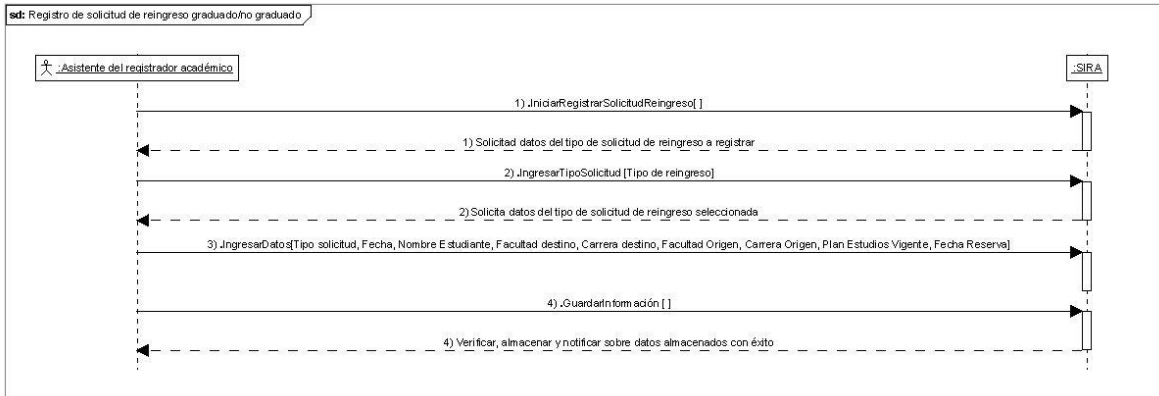 sd: Registro de solicitud de reingreso graduado/no graduado
:Asistente del registrador académico
:SIRA
1) .IniciarRegistrarSolicitudReingreso[ ]
1) Solicitad datos del tipo de solicitud de reingreso a registrar
2) .IngresarTipoSolicitud [Tipo de reingreso]
2) Solicita datos del tipo de solicitud de reingreso seleccionada
3) .IngresarDatos[Tipo solicitud, Fecha, Nombre Estudiante, Facultad destino, Carrera destino, Facultad Origen, Carrera Origen, Plan Estudios Vigente, Fecha Reserva]
4) .GuardarInformación [ ]
4) Verificar, almacenar y notificar sobre datos almacenados con éxito